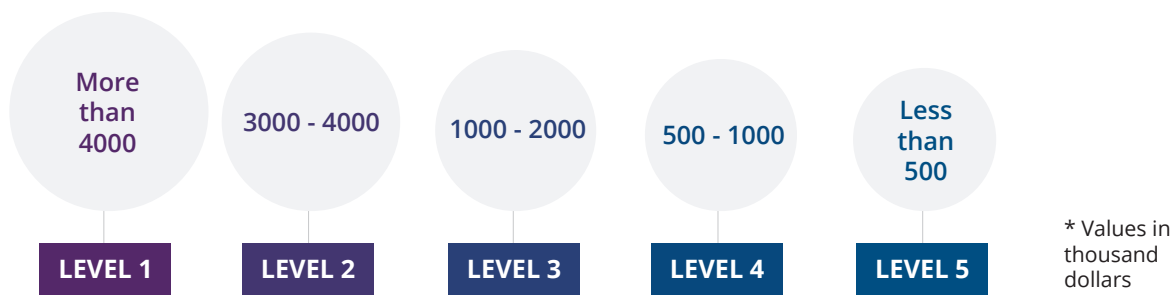 More
than
4000
3000 - 4000
1000 - 2000
500 - 1000
Less
than
500
LEVEL 1
LEVEL 2
LEVEL 3
LEVEL 4
LEVEL 5
* Values in
thousand
dollars